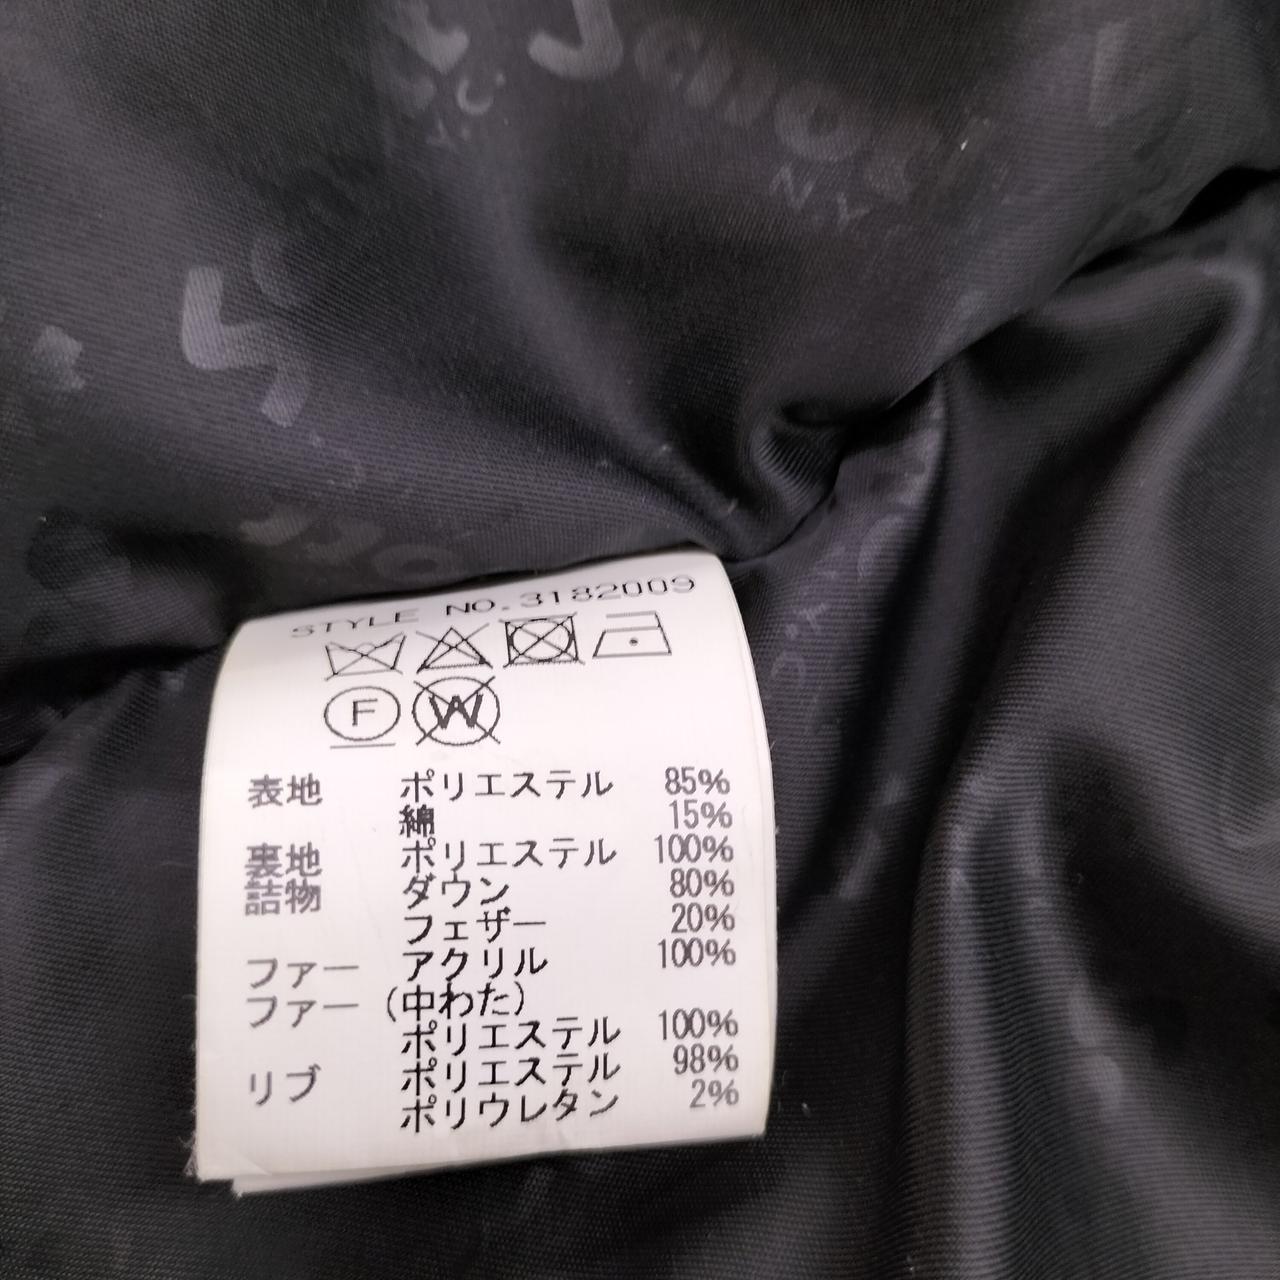 STYLE NO.3182009
F W
表地 ポリエステル 85%
綿 15%
裏地 ポリエステル 100%
詰物 ダウン 80%
フェザー 20%
ファー アクリル 100%
ファー (中わた)
ポリエステル 100%
リブ ポリエステル 98%
ポリウレタン 2%